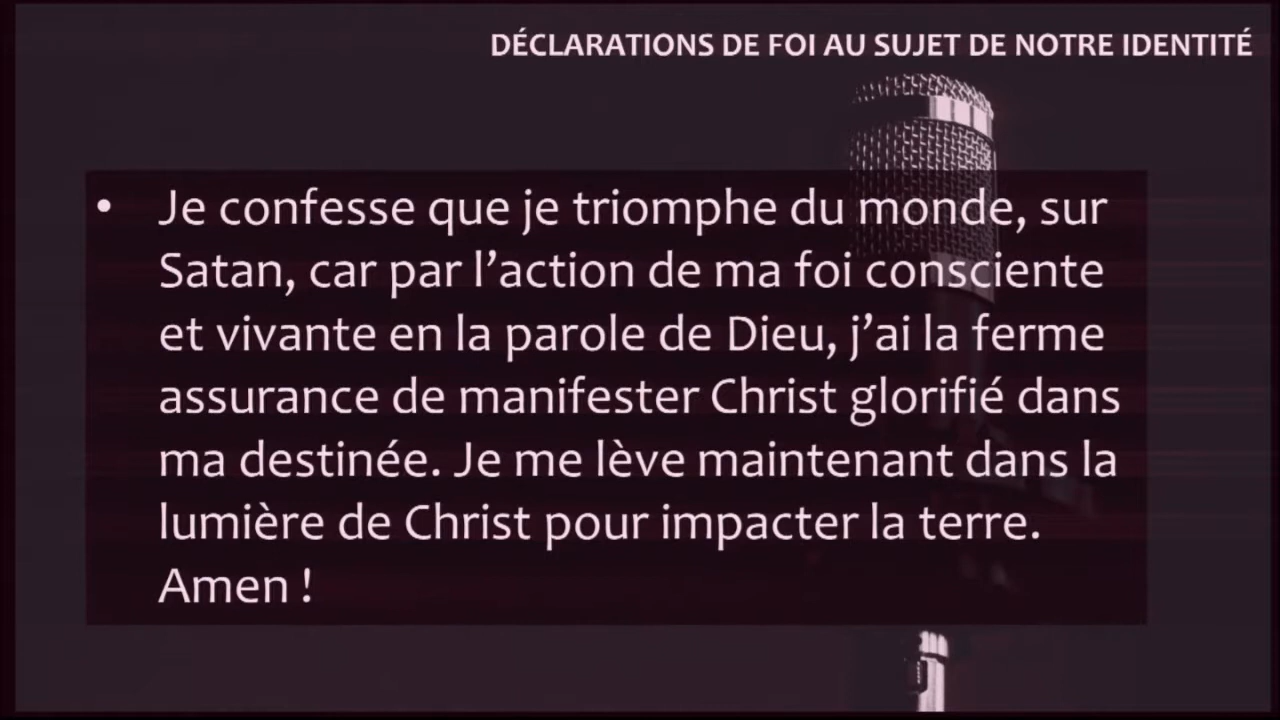 DÉCLARATIONS DE FOI AU SUJET DE NOTRE IDENTITÉ
• Je confesse que je triomphe du monde, sur
Satan, car par l’action de ma foi consciente
et vivante en la parole de Dieu, j’ai la ferme
assurance de manifester Christ glorifié dans
ma destinée. Je me lève maintenant dans la
lumière de Christ pour impacter la terre.
Amen !